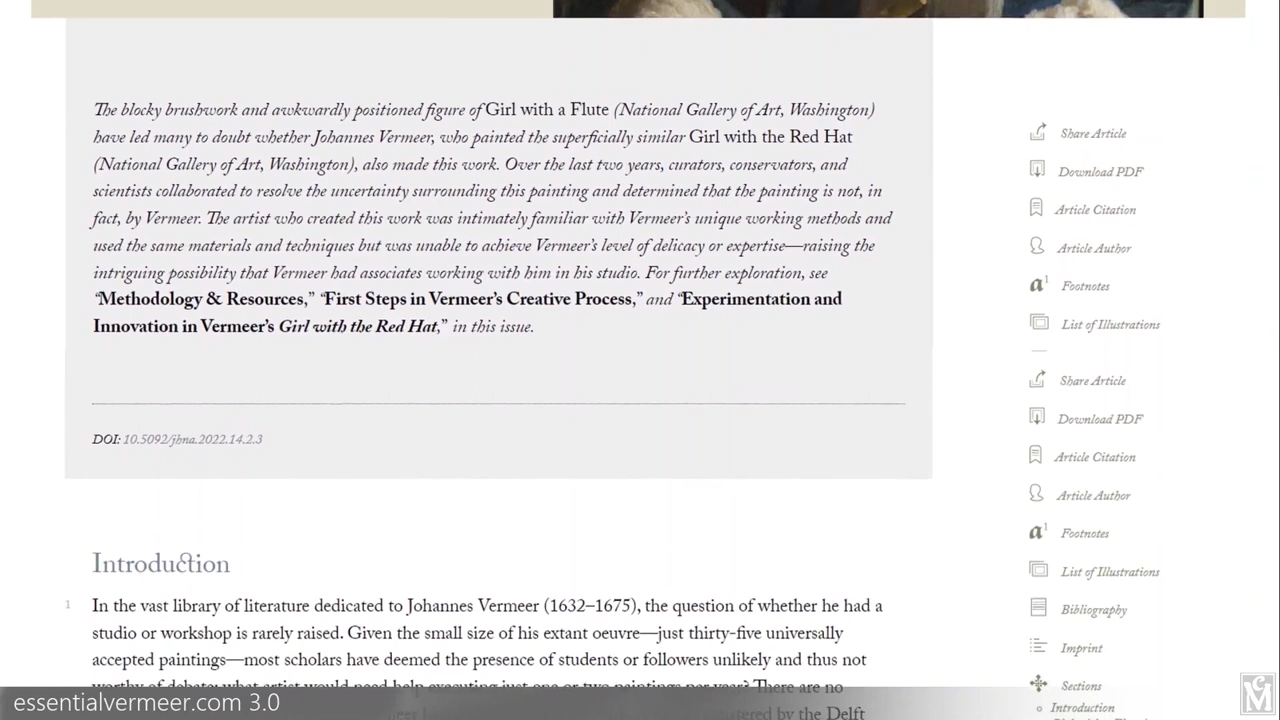 The blocky brushwork and awkwardly positioned figure of Girl with a Flute (National Gallery of Art, Washington)
have led many to doubt whether Johannes Vermeer, who painted the superficially similar Girl with the Red Hat
(National Gallery of Art, Washington), also made this work. Over the last two years, curators, conservators, and
scientists collaborated to resolve the uncertainty surrounding this painting and determined that the painting is not, in
fact, by Vermeer. The artist who created the work was intimately familiar with Vermeer's unique working methods and
used the same materials and techniques but was unable to achieve Vermeer's level of delicacy or expertise—raising the
intriguing possibility that Vermeer had associates working with him in his studio. For further exploration, see
"Methodology & Resources," "First Steps in Vermeer's Creative Process," and "Experimentation and
Innovation in Vermeer's Girl with the Red Hat," in this issue.
DOI: 10.5092/jhna.2022.14.2.3
Introduction
1 In the vast library of literature dedicated to Johannes Vermeer (1632–1675), the question of whether he had a
studio or workshop is rarely raised. Given the small size of his extant oeuvre—just thirty-five universally
accepted paintings—most scholars have deemed the presence of students or followers unlikely and thus not
There are no
the Delft
Share Article
Download PDF
Article Citation
Article Author
a1 Footnotes
List of Illustrations
Share Article
Download PDF
Article Citation
Article Author
a1 Footnotes
List of Illustrations
Bibliography
Imprint
Sections
Introduction
essentialvermeer.com 3.0